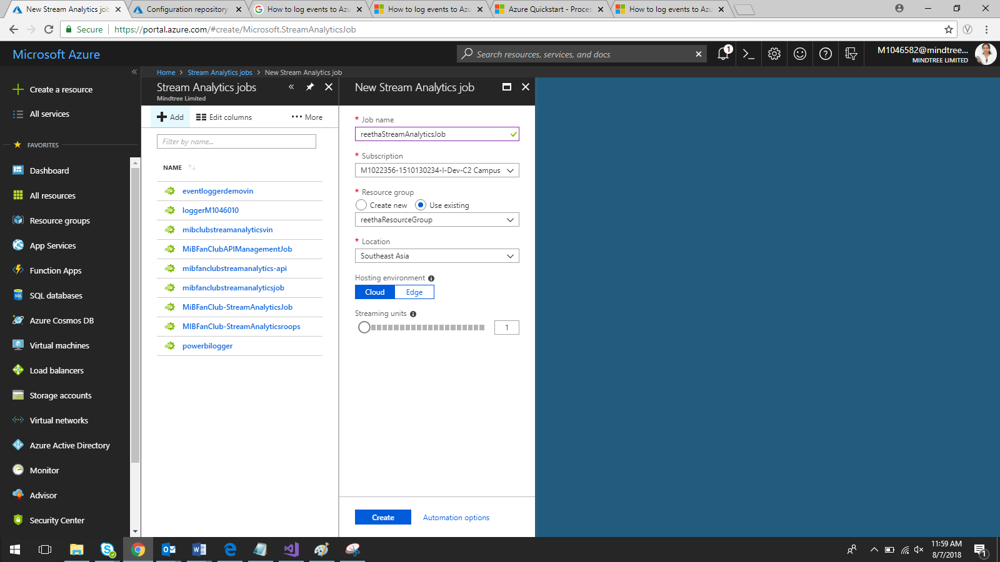 New Stream Analytics job
Configuration repository
How to log events to Azu
How to log events to Azu
Azure Quickstart - Proces
How to log events to Azu
Secure
https://portal.azure.com/#create/Microsoft.StreamAnalyticsJob
Microsoft Azure
Search resources, services, and docs
1
M1046582@mindtree...
MINDTREE LIMITED
Create a resource
All services
FAVORITES
Dashboard
All resources
Resource groups
App Services
Function Apps
SQL databases
Azure Cosmos DB
Virtual machines
Load balancers
Storage accounts
Virtual networks
Azure Active Directory
Monitor
Advisor
Security Center
Home > Stream Analytics jobs > New Stream Analytics job
Stream Analytics jobs
Mindtree Limited
Add
Edit columns
More
Filter by name...
NAME
eventloggerdemovin
loggerM1046010
mibclubstreamanalyticsvin
MiBFanClubAPIManagementJob
mibfanclubstreamanalytics-api
mibfanclubstreamanalyticsjob
MiBFanClub-StreamAnalyticsJob
MIBFanClub-StreamAnalyticsroops
powerbilogger
New Stream Analytics job
* Job name
reethaStreamAnalyticsJob
* Subscription
M1022356-1510130234-I-Dev-C2 Campus
* Resource group
Create new
Use existing
reethaResourceGroup
* Location
Southeast Asia
Hosting environment
Cloud
Edge
Streaming units
1
Create
Automation options
11:59 AM
8/7/2018
1